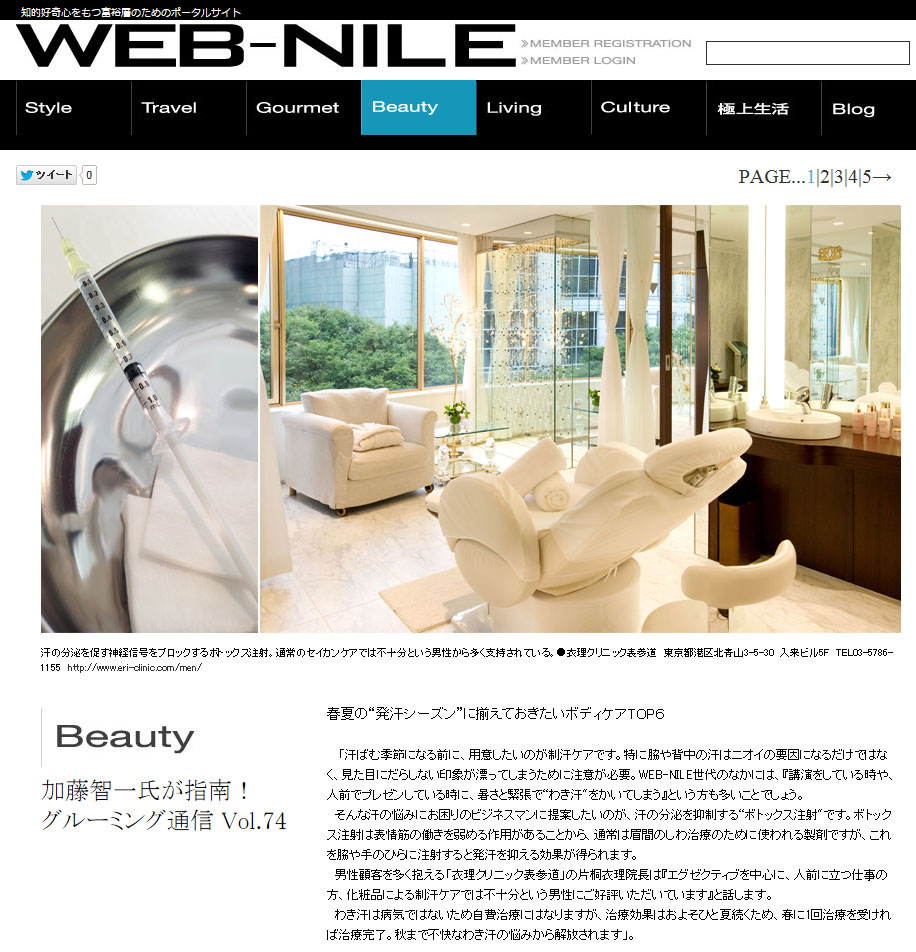 知的好奇心をもつ富裕層のためのポータルサイト
WEB-NILE
≫MEMBER REGISTRATION
≫MEMBER LOGIN
Style Travel Gourmet Beauty Living Culture 極上生活 Blog
ツイート 0
PAGE...1|2|3|4|5→
汗の分泌を促す神経信号をブロックするボトックス注射。通常のセイカンケアでは不十分という男性から多く支持されている。●衣理クリニック表参道 東京都港区北青山3-5-30 入来ビル5F TEL03-5786-
1155 http://www.eri-clinic.com/men/
Beauty
加藤智一氏が指南！
グルーミング通信 Vol.74
春夏の“発汗シーズン”に揃えておきたいボディケアTOP6
「汗ばむ季節になる前に、用意したいのが制汗ケアです。特に脇や背中の汗はニオイの要因になるだけではな
く、見た目にだらしない印象が漂ってしまうために注意が必要。WEB-NILE世代のなかには、『講演をしている時や、
人前でプレゼンしている時に、暑さと緊張で“わき汗”をかいてしまう』という方も多いことでしょう。
そんな汗の悩みにお困りのビジネスマンに提案したいのが、汗の分泌を抑制する“ボトックス注射”です。ボトック
ス注射は表情筋の働きを弱める作用があることから、通常は眉間のしわ治療のために使われる製剤ですが、これ
を脇や手のひらに注射すると発汗を抑える効果が得られます。
男性顧客を多く抱える「衣理クリニック表参道」の片桐衣理院長は『エグゼクティブを中心に、人前に立つ仕事の
方、化粧品による制汗ケアでは不十分という男性にご好評いただいています』と話します。
わき汗は病気ではないため自費治療にはなりますが、治療効果はおよそひと夏続くため、春に1回治療を受けれ
ば治療完了。秋まで不快なわき汗の悩みから解放されます」。